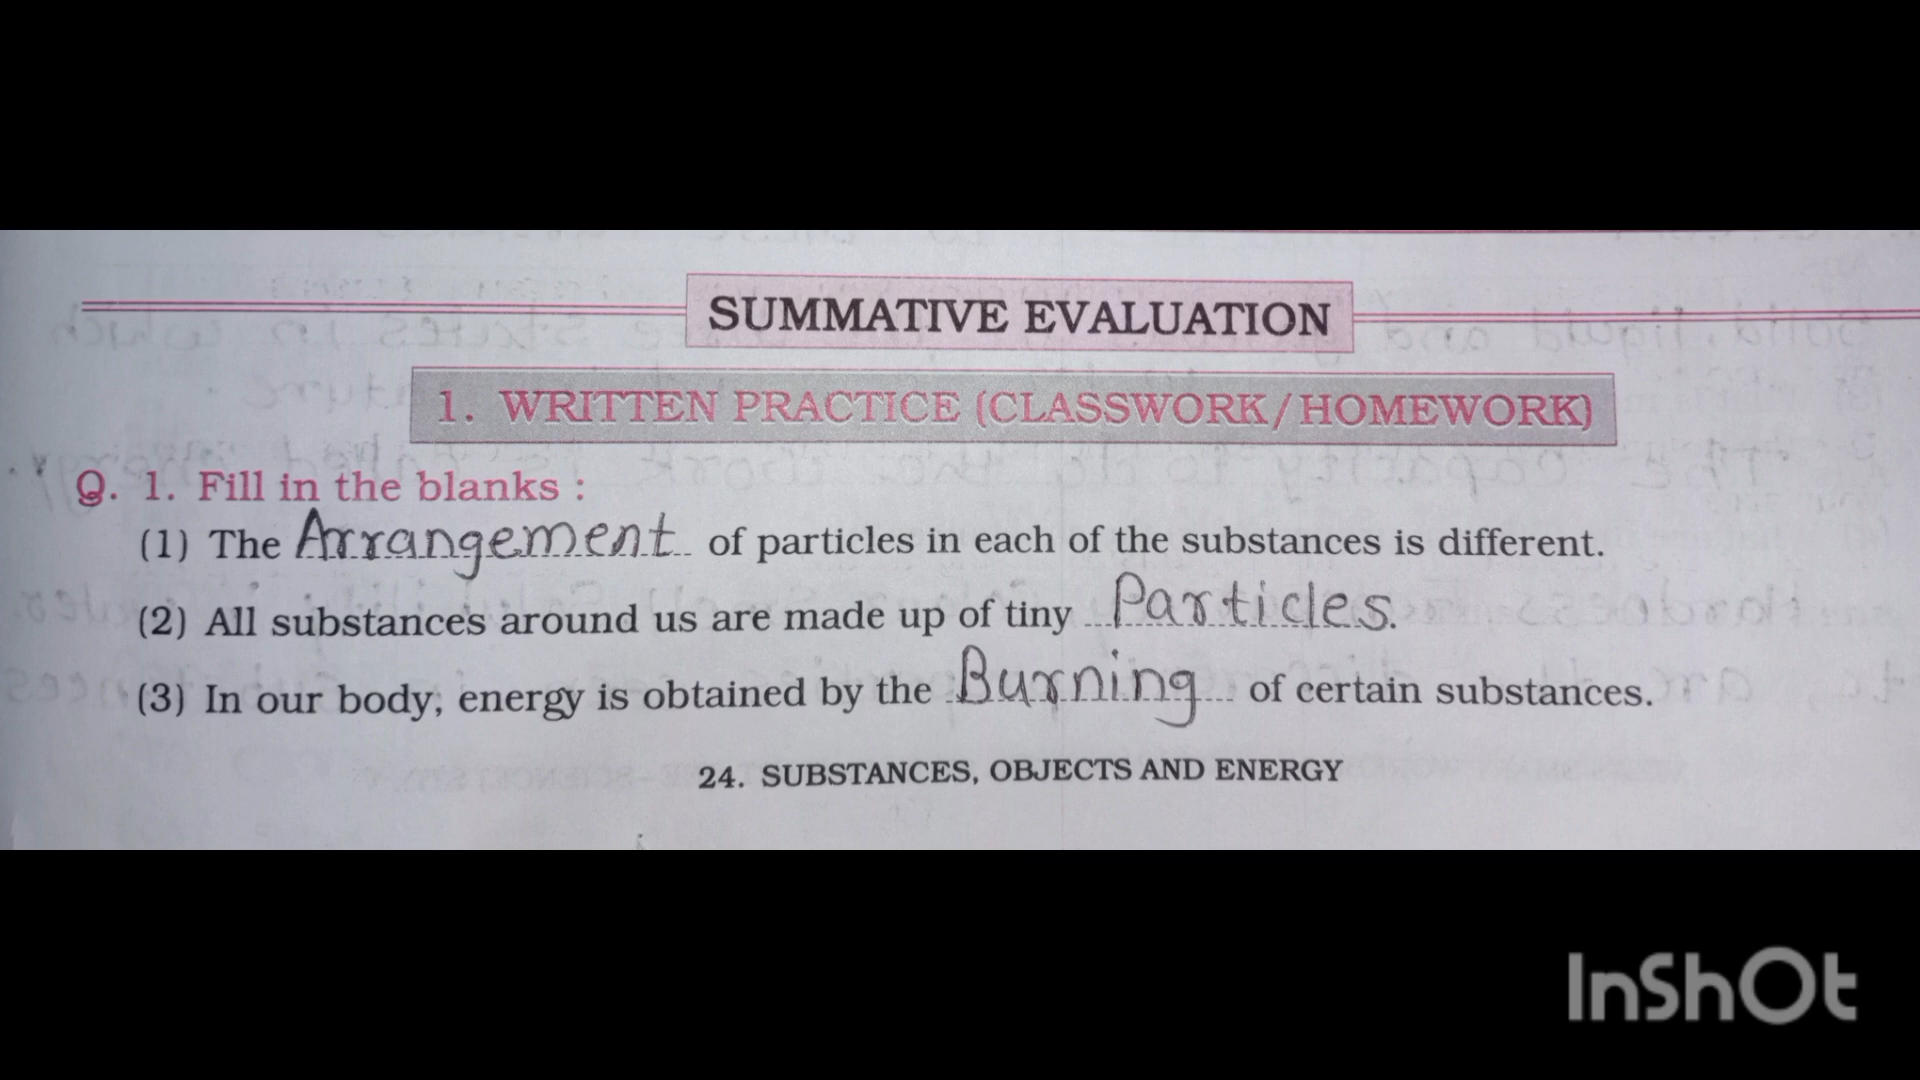 SUMMATIVE EVALUATION
1. WRITTEN PRACTICE (CLASSWORK/HOMEWORK)
Q. 1. Fill in the blanks :
(1) The Arrangement of particles in each of the substances is different.
(2) All substances around us are made up of tiny Particles.
(3) In our body, energy is obtained by the Burning of certain substances.
24. SUBSTANCES, OBJECTS AND ENERGY
InShOt